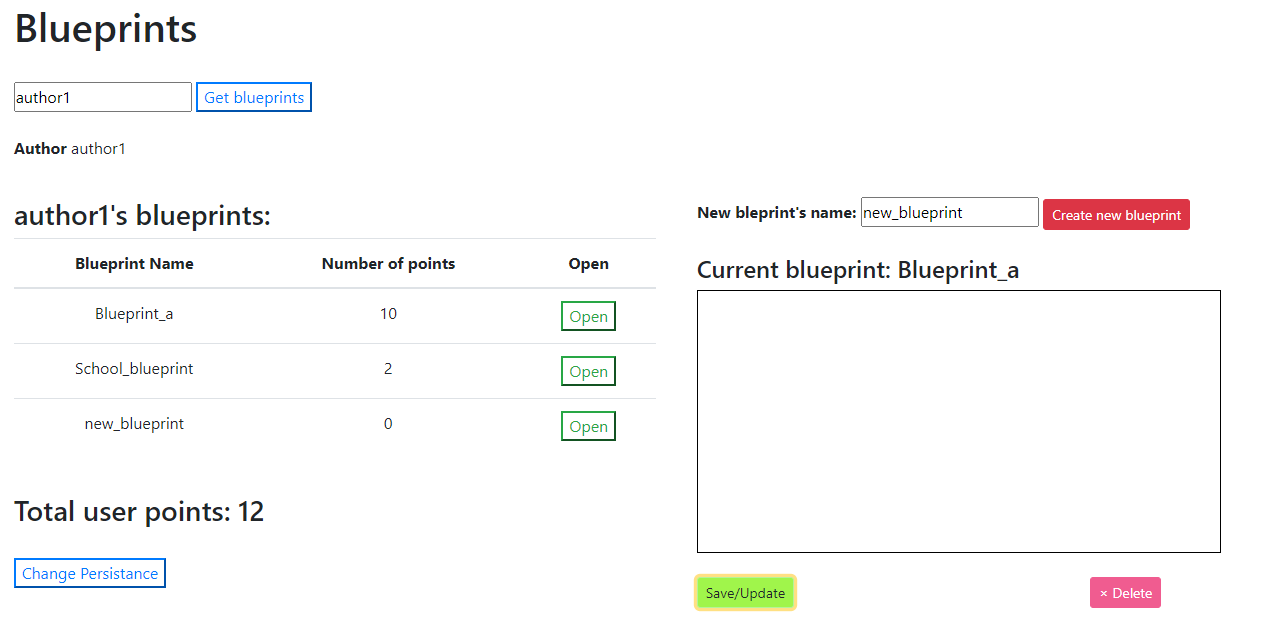 Blueprints
author1 Get blueprints
Author author1
author1's blueprints:
Blueprint Name Number of points Open
Blueprint_a 10 Open
School_blueprint 2 Open
new_blueprint 0 Open
Total user points: 12
Change Persistance
New bleprint's name: new_blueprint Create new blueprint
Current blueprint: Blueprint_a
Save/Update × Delete